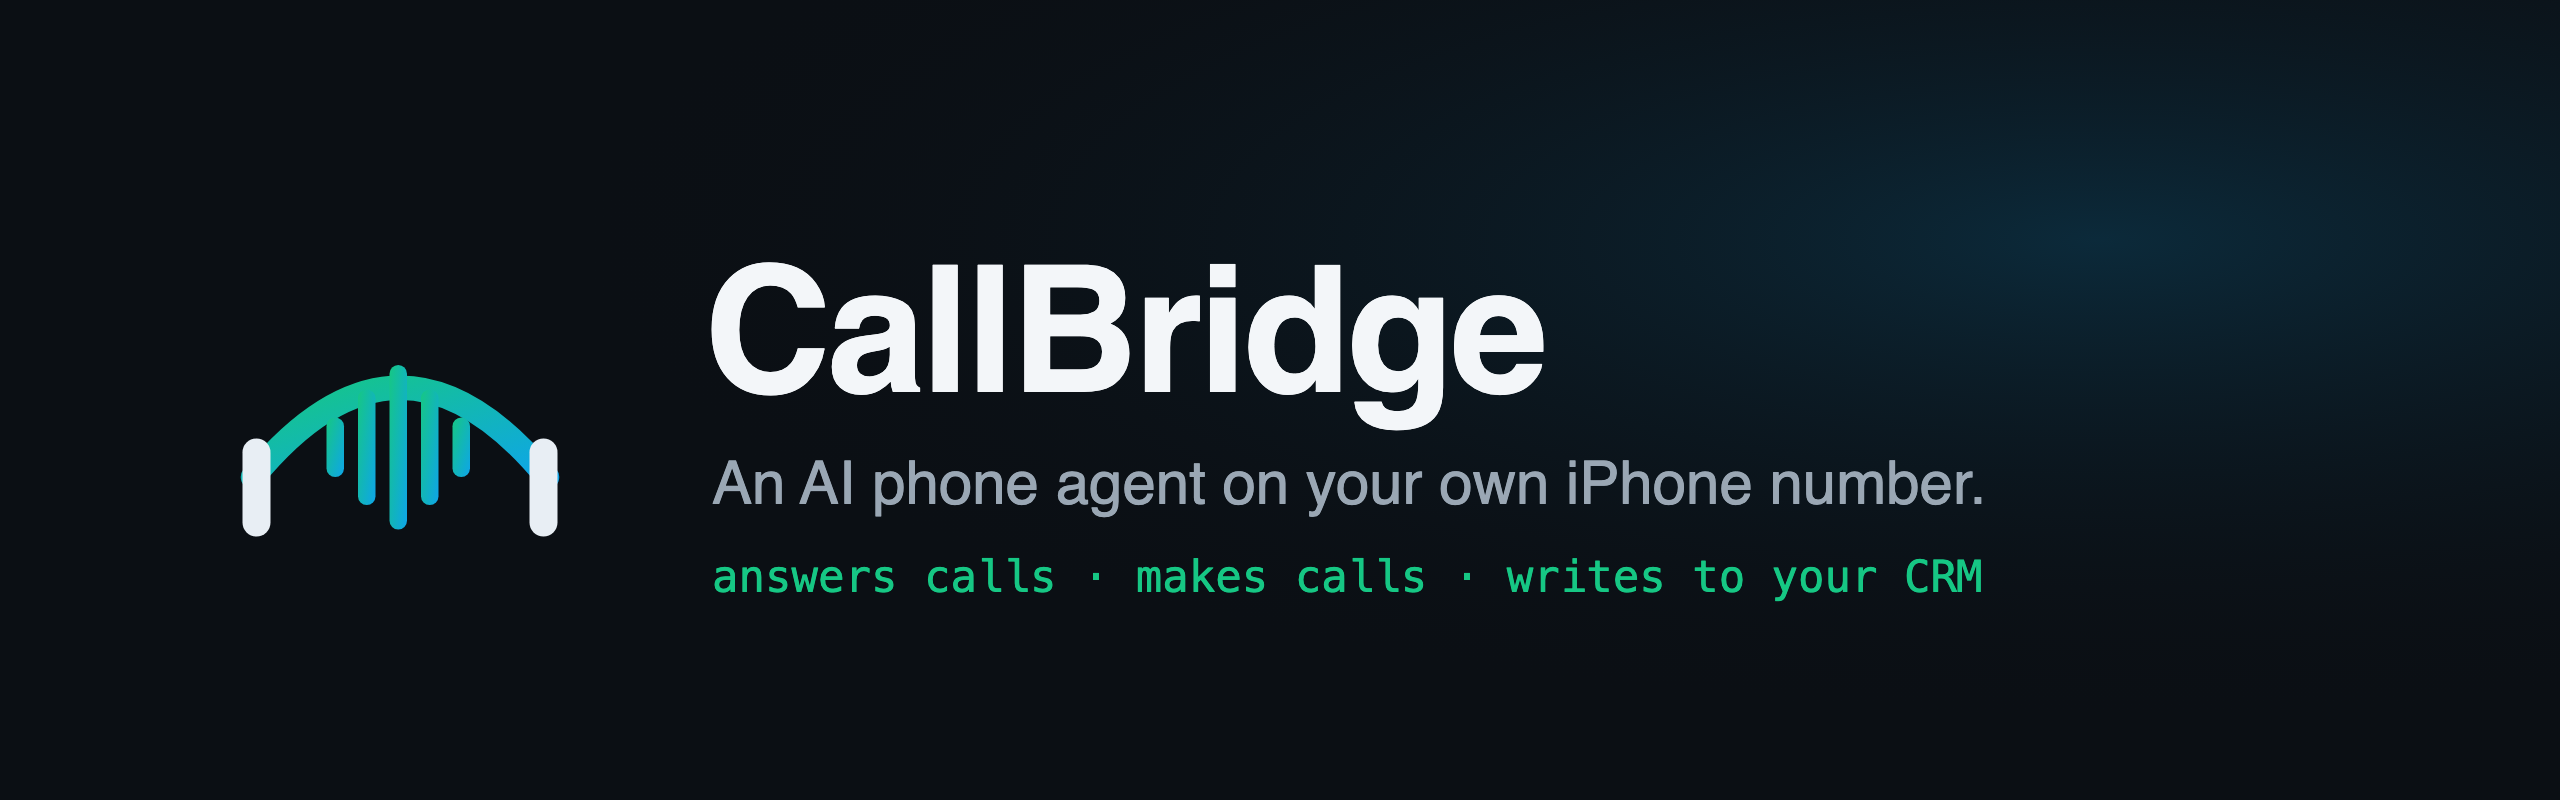 CallBridge
An AI phone agent on your own iPhone number.
answers calls · makes calls · writes to your CRM